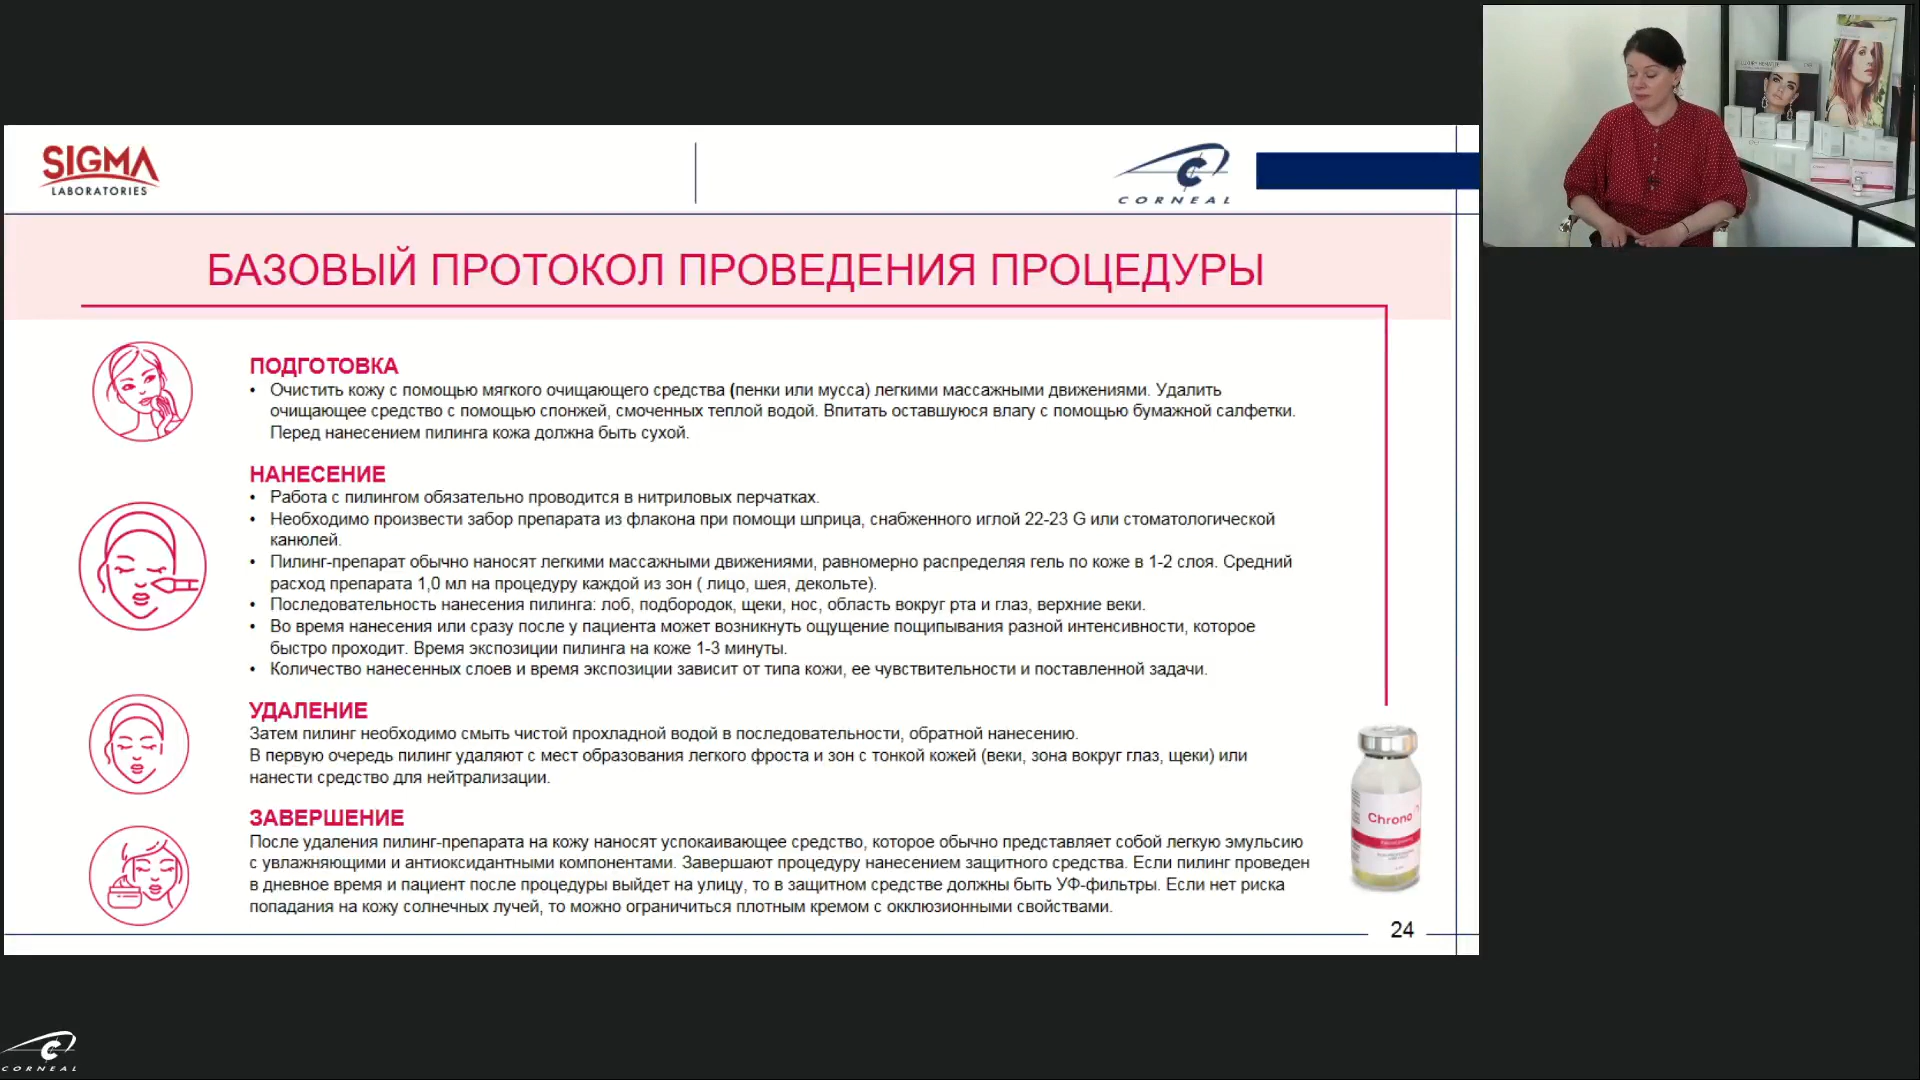 SIGMA
LABORATORIES
CORNEAL
БАЗОВЫЙ ПРОТОКОЛ ПРОВЕДЕНИЯ ПРОЦЕДУРЫ
ПОДГОТОВКА
• Очистить кожу с помощью мягкого очищающего средства (пенки или мусса) легкими массажными движениями. Удалить
очищающее средство с помощью спонжей, смоченных теплой водой. Впитать оставшуюся влагу с помощью бумажной салфетки.
Перед нанесением пилинга кожа должна быть сухой.
НАНЕСЕНИЕ
• Работа с пилингом обязательно проводится в нитриловых перчатках.
• Необходимо произвести забор препарата из флакона при помощи шприца, снабженного иглой 22-23 G или стоматологической
канюлей.
• Пилинг-препарат обычно наносят легкими массажными движениями, равномерно распределяя гель по коже в 1-2 слоя. Средний
расход препарата 1,0 мл на процедуру каждой из зон ( лицо, шея, декольте).
• Последовательность нанесения пилинга: лоб, подбородок, щеки, нос, область вокруг рта и глаз, верхние веки.
• Во время нанесения или сразу после у пациента может возникнуть ощущение пощипывания разной интенсивности, которое
быстро проходит. Время экспозиции пилинга на коже 1-3 минуты.
• Количество нанесенных слоев и время экспозиции зависит от типа кожи, ее чувствительности и поставленной задачи.
УДАЛЕНИЕ
Затем пилинг необходимо смыть чистой прохладной водой в последовательности, обратной нанесению.
В первую очередь пилинг удаляют с мест образования легкого фроста и зон с тонкой кожей (веки, зона вокруг глаз, щеки) или
нанести средство для нейтрализации.
ЗАВЕРШЕНИЕ
После удаления пилинг-препарата на кожу наносят успокаивающее средство, которое обычно представляет собой легкую эмульсию
с увлажняющими и антиоксидантными компонентами. Завершают процедуру нанесением защитного средства. Если пилинг проведен
в дневное время и пациент после процедуры выйдет на улицу, то в защитном средстве должны быть УФ-фильтры. Если нет риска
попадания на кожу солнечных лучей, то можно ограничиться плотным кремом с окклюзионными свойствами.
Chrono
24
CORNEAL